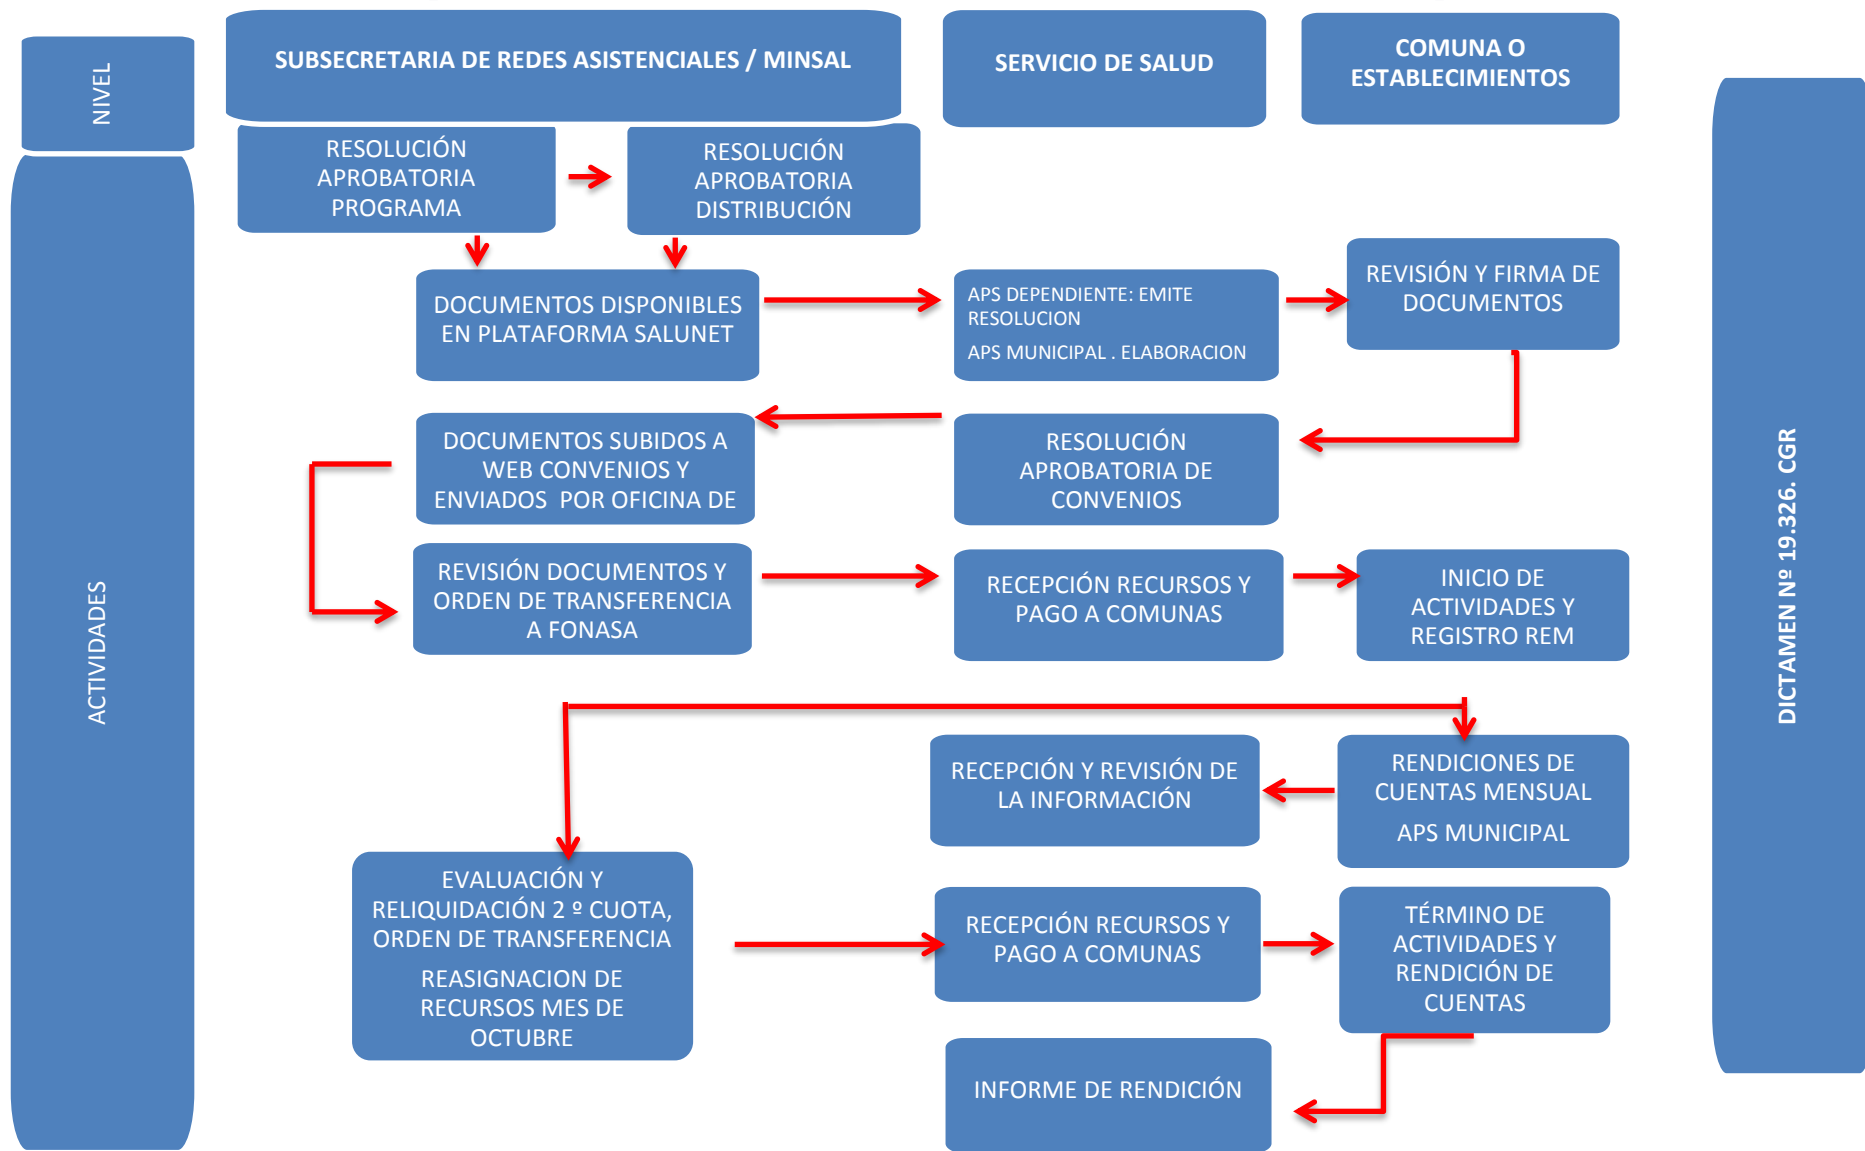 NIVEL
SUBSECRETARIA DE REDES ASISTENCIALES / MINSAL
SERVICIO DE SALUD
COMUNA O
ESTABLECIMIENTOS
RESOLUCIÓN
APROBATORIA
PROGRAMA
RESOLUCIÓN
APROBATORIA
DISTRIBUCIÓN
DOCUMENTOS DISPONIBLES
EN PLATAFORMA SALUNET
APS DEPENDIENTE: EMITE
RESOLUCION
APS MUNICIPAL . ELABORACION
REVISIÓN Y FIRMA DE
DOCUMENTOS
DOCUMENTOS SUBIDOS A
WEB CONVENIOS Y
ENVIADOS  POR OFICINA DE
RESOLUCIÓN
APROBATORIA DE
CONVENIOS
REVISIÓN DOCUMENTOS Y
ORDEN DE TRANSFERENCIA
A FONASA
RECEPCIÓN RECURSOS Y
PAGO A COMUNAS
INICIO DE
ACTIVIDADES Y
REGISTRO REM
RECEPCIÓN Y REVISIÓN DE
LA INFORMACIÓN
RENDICIONES DE
CUENTAS MENSUAL
APS MUNICIPAL
EVALUACIÓN Y
RELIQUIDACIÓN 2 º CUOTA,
ORDEN DE TRANSFERENCIA
REASIGNACION DE
RECURSOS MES DE
OCTUBRE
RECEPCIÓN RECURSOS Y
PAGO A COMUNAS
TÉRMINO DE
ACTIVIDADES Y
RENDICIÓN DE
CUENTAS
INFORME DE RENDICIÓN
ACTIVIDADES
DICTAMEN Nº 19.326. CGR